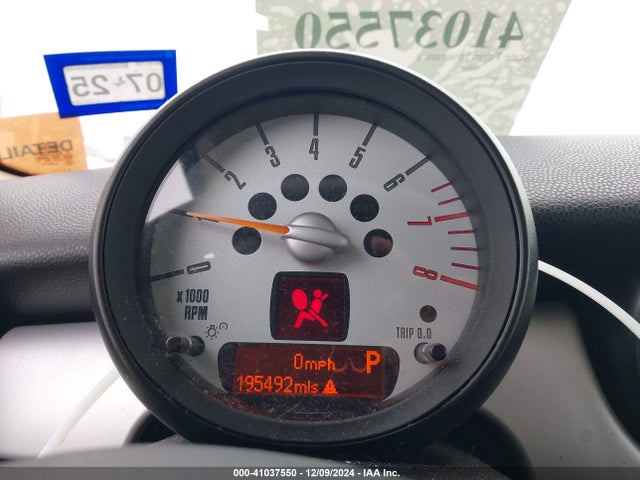 41037550
07 25
DETAIL
0 2 3 4 5 6 7 8
x 1000
RPM
TRIP 0.0
0mph P
195492mls
000-41037550 - 12/09/2024 - IAA Inc.